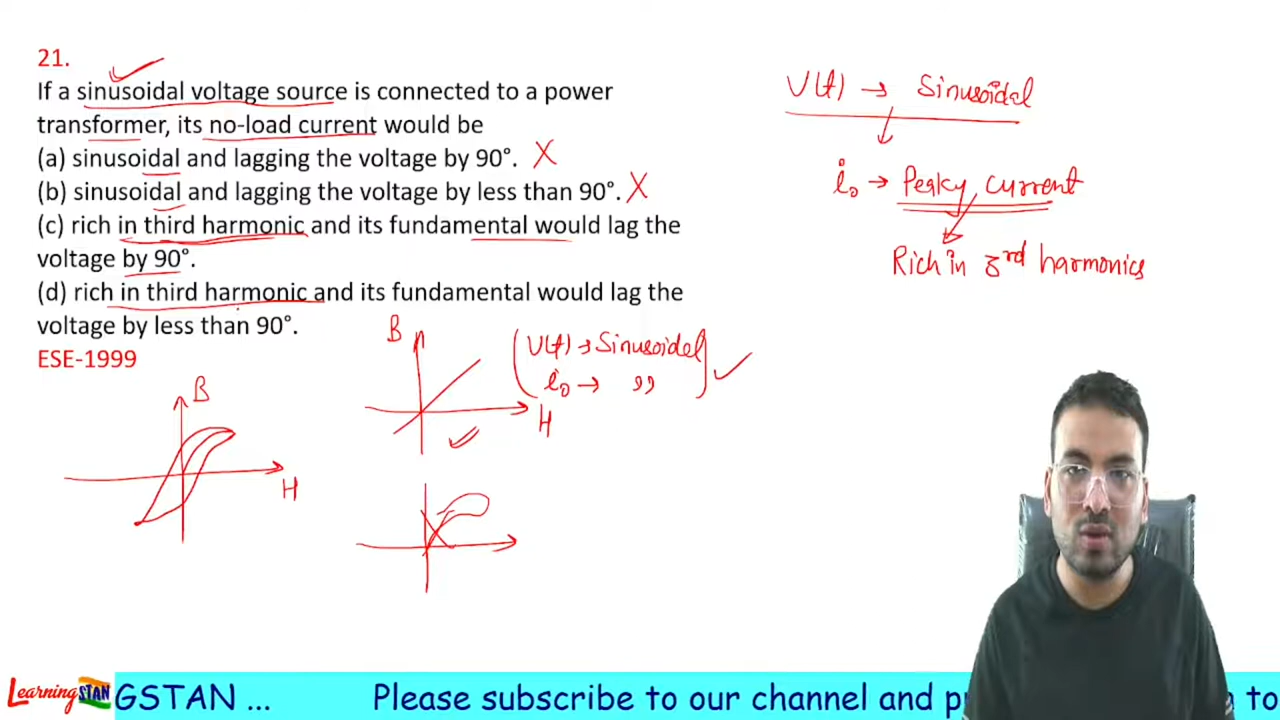 21.
If a sinusoidal voltage source is connected to a power
transformer, its no-load current would be
(a) sinusoidal and lagging the voltage by 90°. X
(b) sinusoidal and lagging the voltage by less than 90°. X
(c) rich in third harmonic and its fundamental would lag the
voltage by 90°.
(d) rich in third harmonic and its fundamental would lag the
voltage by less than 90°.
ESE-1999
V(t) → Sinusoidal
i₀ → Peaky current
Rich in 3rd harmonics
B
H
B
H
V(t) → Sinusoidal
i₀ → ,,
Learning STAN
GSTAN ... Please subscribe to our channel and p to